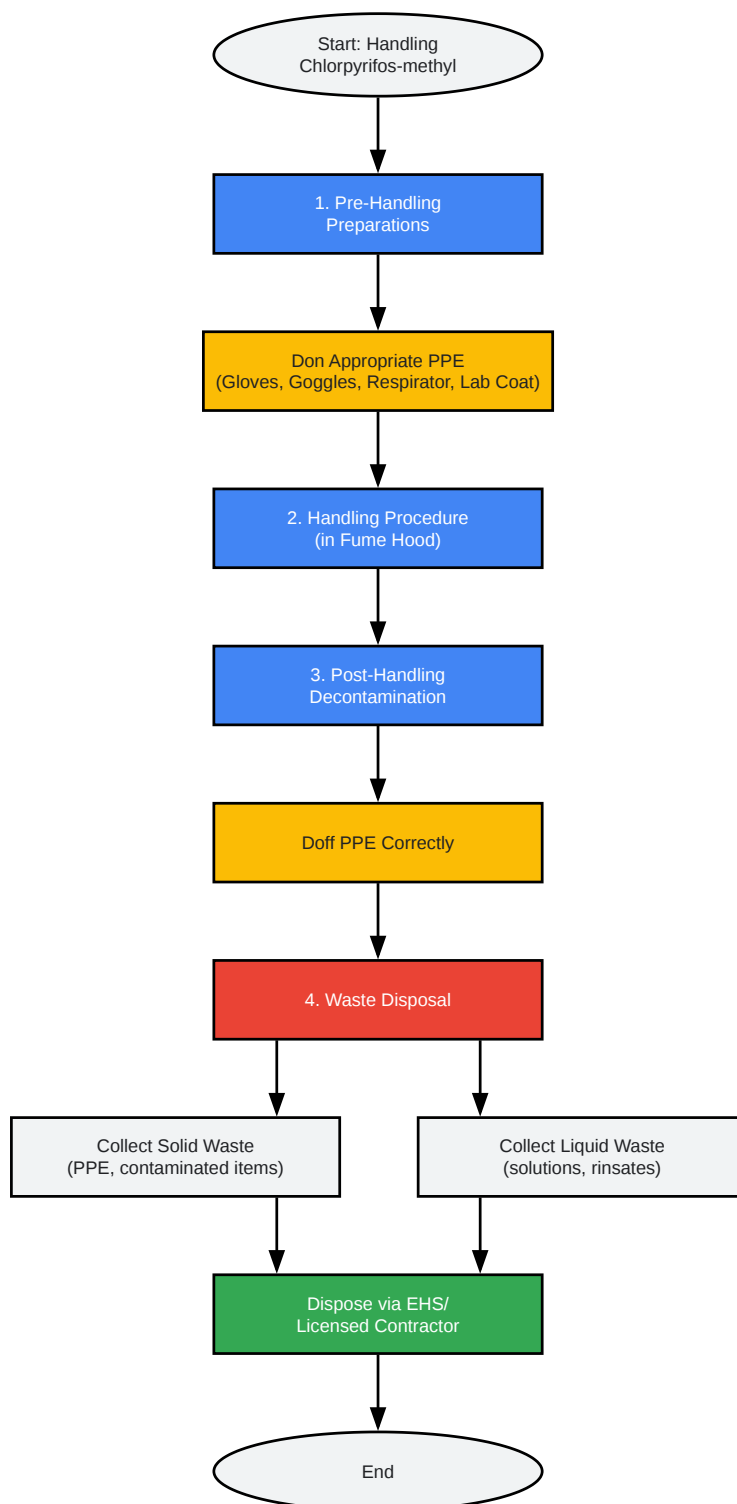 Start: Handling
Chlorpyrifos-methyl
1. Pre-Handling
Preparations
Don Appropriate PPE
(Gloves, Goggles, Respirator, Lab Coat)
2. Handling Procedure
(in Fume Hood)
3. Post-Handling
Decontamination
Doff PPE Correctly
4. Waste Disposal
Collect Solid Waste
(PPE, contaminated items)
Collect Liquid Waste
(solutions, rinsates)
Dispose via EHS/
Licensed Contractor
End